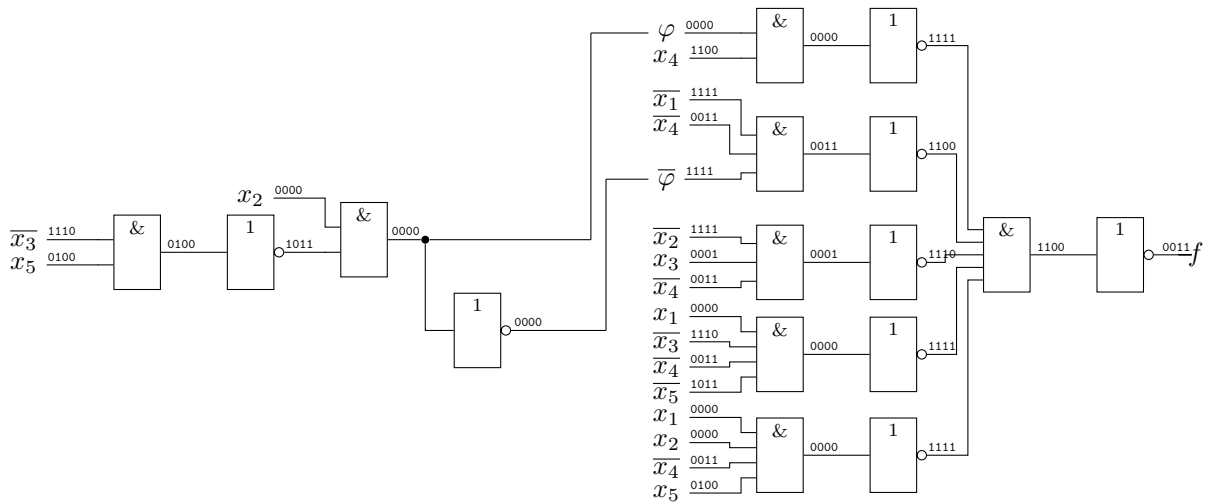 φ 0000 & 0000 1 1111
x₄ 1100
x̅₁ 1111
x̅₄ 0011 & 0011 1 1100
φ̅ 1111
x₂ 0000 & 0000
x̅₃ 1110 & 0100 1 1011
x₅ 0100
1 0000
x̅₂ 1111 & 0001 1 1110
x₃ 0001
x̅₄ 0011
& 1100 1 0011 f
x₁ 0000
x̅₃ 1110 & 0000 1 1111
x̅₄ 0011
x̅₅ 1011
x₁ 0000
x₂ 0000 & 0000 1 1111
x̅₄ 0011
x₅ 0100